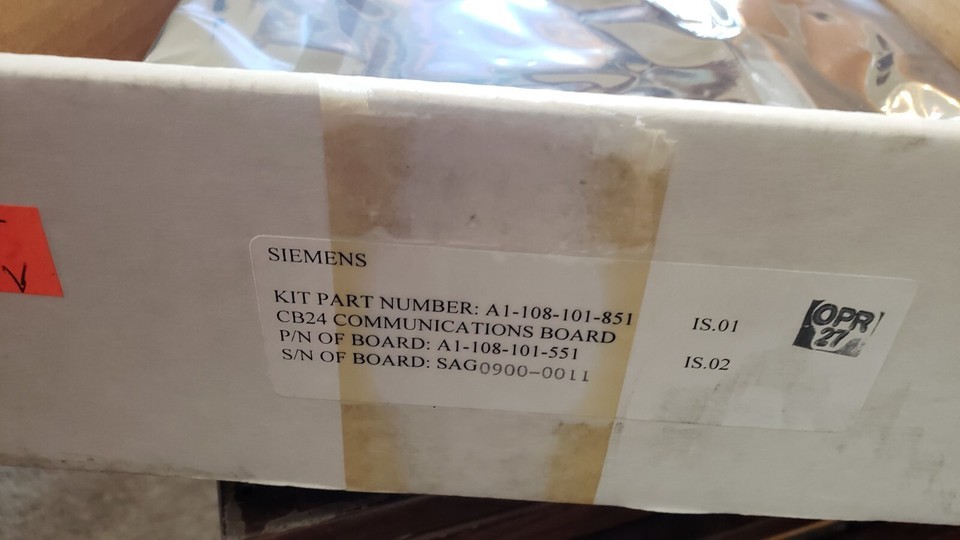 SIEMENS
KIT PART NUMBER: A1-108-101-851 IS.01
CB24 COMMUNICATIONS BOARD
P/N OF BOARD: A1-108-101-551 IS.02
S/N OF BOARD: SAG0900-0011
OPR
27